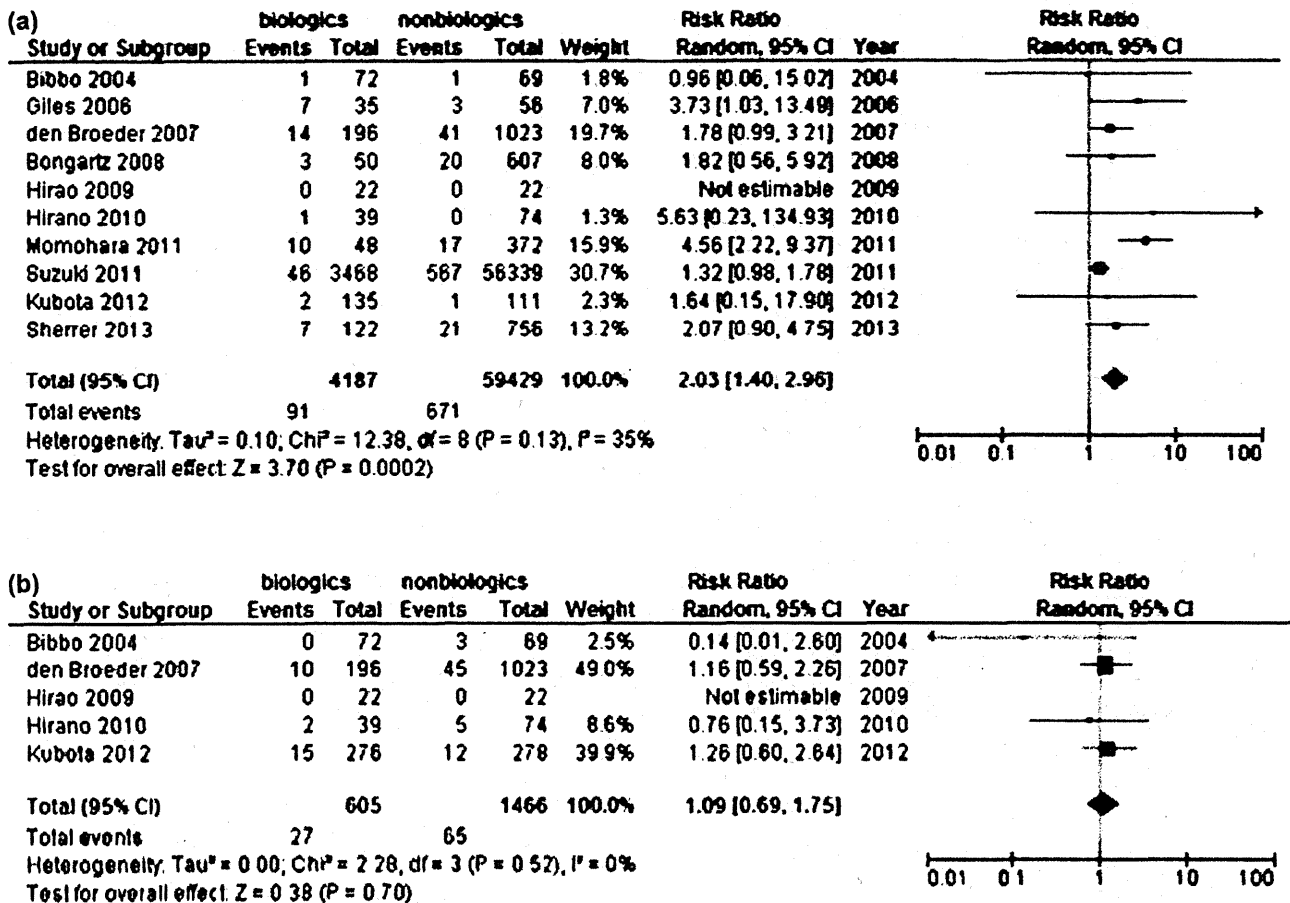 (a) biologics nonbiologics Risk Ratio Risk Ratio
Study or Subgroup Events Total Events Total Weight Random, 95% CI Year Random, 95% CI
Bibbo 2004 1 72 1 69 1.8% 0.96 [0.06, 15.02] 2004
Giles 2006 7 35 3 56 7.0% 3.73 [1.03, 13.49] 2006
den Broeder 2007 14 196 41 1023 19.7% 1.78 [0.99, 3.21] 2007
Bongartz 2008 3 50 20 607 8.0% 1.82 [0.56, 5.92] 2008
Hirao 2009 0 22 0 22 Not estimable 2009
Hirano 2010 1 39 0 74 1.3% 5.63 [0.23, 134.93] 2010
Momohara 2011 10 48 17 372 15.9% 4.56 [2.22, 9.37] 2011
Suzuki 2011 46 3468 567 56339 30.7% 1.32 [0.98, 1.78] 2011
Kubota 2012 2 135 1 111 2.3% 1.64 [0.15, 17.90] 2012
Sherrer 2013 7 122 21 756 13.2% 2.07 [0.90, 4.75] 2013
Total (95% CI) 4187 59429 100.0% 2.03 [1.40, 2.96]
Total events 91 671
Heterogeneity. Tau² = 0.10; Chi² = 12.38, df = 8 (P = 0.13), I² = 35%
Test for overall effect: Z = 3.70 (P = 0.0002)
0.01 0.1 1 10 100
(b) biologics nonbiologics Risk Ratio Risk Ratio
Study or Subgroup Events Total Events Total Weight Random, 95% CI Year Random, 95% CI
Bibbo 2004 0 72 3 69 2.5% 0.14 [0.01, 2.60] 2004
den Broeder 2007 10 196 45 1023 49.0% 1.16 [0.59, 2.26] 2007
Hirao 2009 0 22 0 22 Not estimable 2009
Hirano 2010 2 39 5 74 8.6% 0.76 [0.15, 3.73] 2010
Kubota 2012 15 276 12 278 39.9% 1.26 [0.60, 2.64] 2012
Total (95% CI) 605 1466 100.0% 1.09 [0.69, 1.75]
Total events 27 65
Heterogeneity. Tau² = 0.00; Chi² = 2.28, df = 3 (P = 0.52), I² = 0%
Test for overall effect: Z = 0.38 (P = 0.70)
0.01 0.1 1 10 100